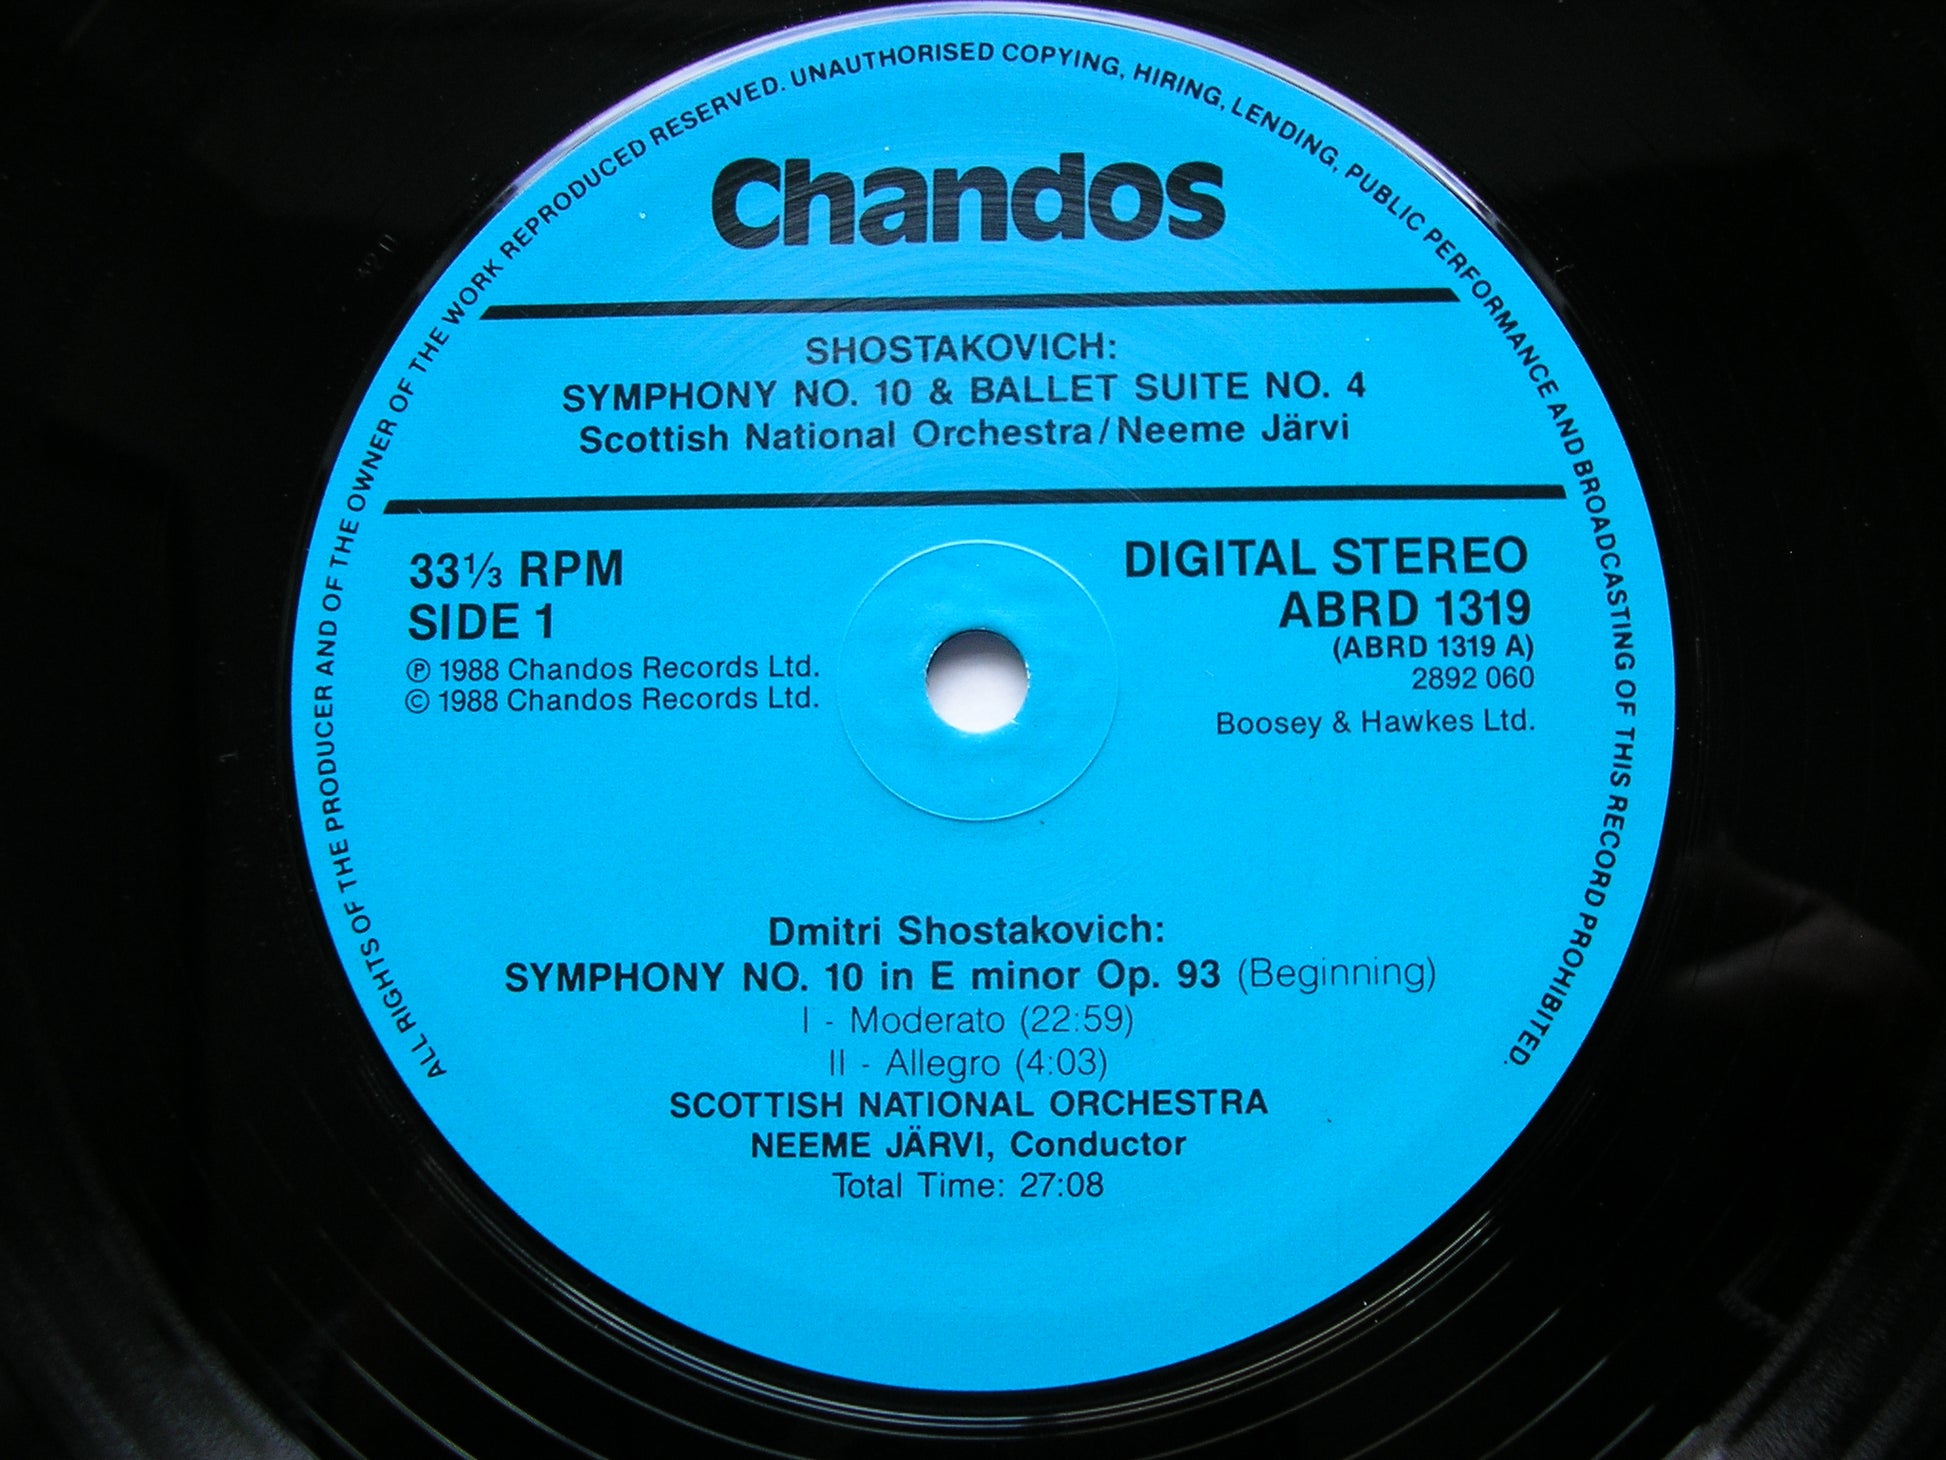 ALL RIGHTS OF THE PRODUCER AND OF THE OWNER OF THE WORK REPRODUCED RESERVED. UNAUTHORISED COPYING, HIRING, LENDING, PUBLIC PERFORMANCE AND BROADCASTING OF THIS RECORD PROHIBITED.
Chandos
SHOSTAKOVICH:
SYMPHONY NO. 10 & BALLET SUITE NO. 4
Scottish National Orchestra/Neeme Järvi
33⅓ RPM
SIDE 1
℗ 1988 Chandos Records Ltd.
© 1988 Chandos Records Ltd.
DIGITAL STEREO
ABRD 1319
(ABRD 1319 A)
2892 060
Boosey & Hawkes Ltd.
Dmitri Shostakovich:
SYMPHONY NO. 10 in E minor Op. 93 (Beginning)
I - Moderato (22:59)
II - Allegro (4:03)
SCOTTISH NATIONAL ORCHESTRA
NEEME JÄRVI, Conductor
Total Time: 27:08